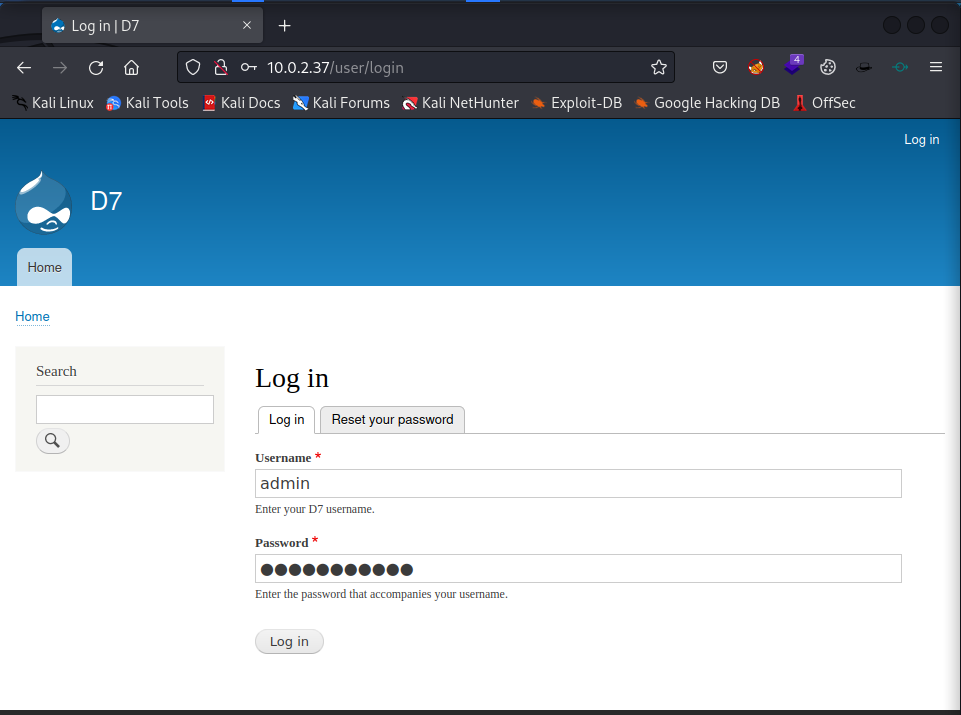 Log in | D7
10.0.2.37/user/login
4
Kali Linux Kali Tools Kali Docs Kali Forums Kali NetHunter Exploit-DB Google Hacking DB OffSec
Log in
D7
Home
Home
Search
Log in
Log in Reset your password
Username *
admin
Enter your D7 username.
Password *
Enter the password that accompanies your username.
Log in